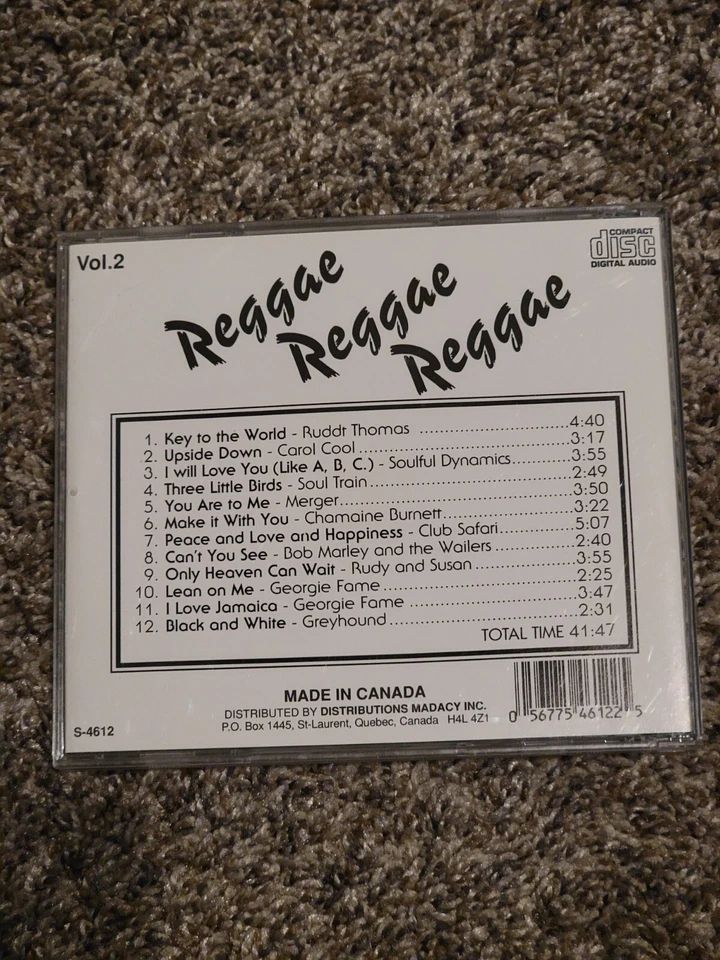 Vol.2
COMPACT
disc
DIGITAL AUDIO
Reggae
Reggae
Reggae
1. Key to the World - Ruddt Thomas ..............................4:40
2. Upside Down - Carol Cool ..............................3:17
3. I will Love You (Like A, B, C.) - Soulful Dynamics..............3:55
4. Three Little Birds - Soul Train..............................2:49
5. You Are to Me - Merger..............................3:50
6. Make it With You - Chamaine Burnett..............................3:22
7. Peace and Love and Happiness - Club Safari..............5:07
8. Can't You See - Bob Marley and the Wailers ..............2:40
9. Only Heaven Can Wait - Rudy and Susan ..............3:55
10. Lean on Me - Georgie Fame..............................2:25
11. I Love Jamaica - Georgie Fame ..............................3:47
12. Black and White - Greyhound..............................2:31
TOTAL TIME 41:47
MADE IN CANADA
DISTRIBUTED BY DISTRIBUTIONS MADACY INC.
P.O. Box 1445, St-Laurent, Quebec, Canada H4L 4Z1
S-4612
0 56775 46122 5